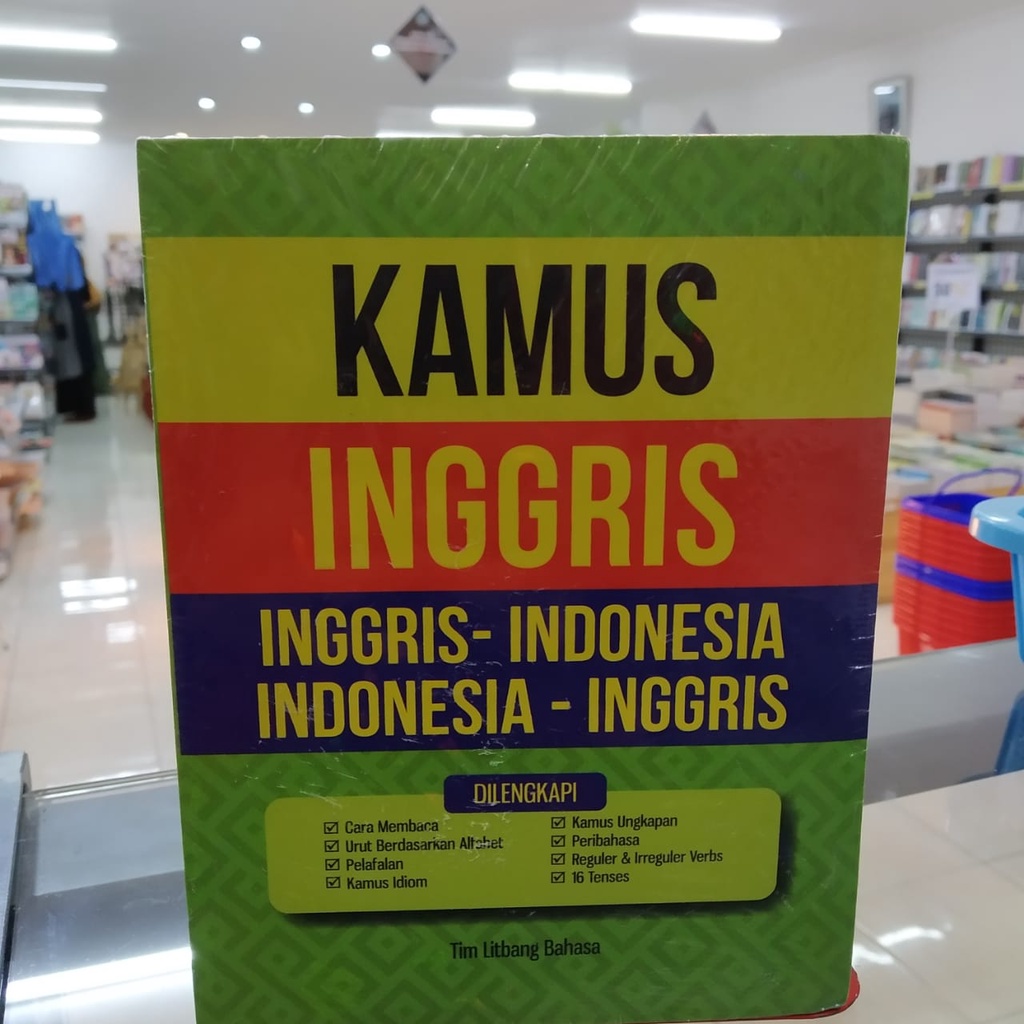 KAMUS
INGGRIS
INGGRIS- INDONESIA
INDONESIA - INGGRIS
DILENGKAPI
Cara Membaca
Urut Berdasarkan Alfabet
Pelafalan
Kamus Idiom
Kamus Ungkapan
Peribahasa
Reguler & Irreguler Verbs
16 Tenses
Tim Litbang Bahasa